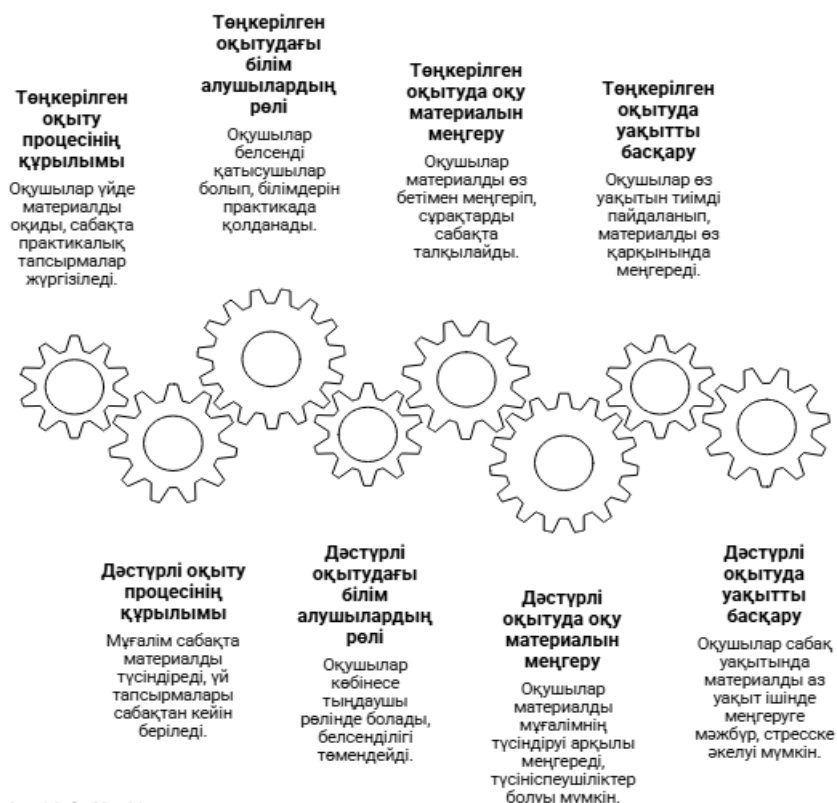 Төңкерілген
оқыту
процесінің
құрылымы
Оқушылар үйде
материалды
оқиды, сабақта
практикалық
тапсырмалар
жүргізіледі.
Төңкерілген
оқытудағы
білім
алушылардың
рөлі
Оқушылар
белсенді
қатысушылар
болып, білімдерін
практикада
қолданады.
Төңкерілген
оқытуда оқу
материалын
меңгеру
Оқушылар
материалды өз
бетімен меңгеріп,
сұрақтарды
сабақта
талқылайды.
Төңкерілген
оқытуда
уақытты
басқару
Оқушылар өз
уақытын тиімді
пайдаланып,
материалды өз
қарқынында
меңгереді.
Дәстүрлі оқыту
процесінің
құрылымы
Мұғалім сабақта
материалды
түсіндіреді, үй
тапсырмалары
сабақтан кейін
беріледі.
Дәстүрлі
оқытудағы
білім
алушылардың
рөлі
Оқушылар
көбінесе
тыңдаушы
рөлінде болады,
белсенділігі
төмендейді.
Дәстүрлі
оқытуда оқу
материалын
меңгеру
Оқушылар
материалды
мұғалімнің
түсіндіруі арқылы
меңгереді,
түсініспеушіліктер
болуы мүмкін.
Дәстүрлі
оқытуда
уақытты
басқару
Оқушылар сабақ
уақытында
материалды аз
уақыт ішінде
меңгеруге
мәжбүр, стресске
әкелуі мүмкін.